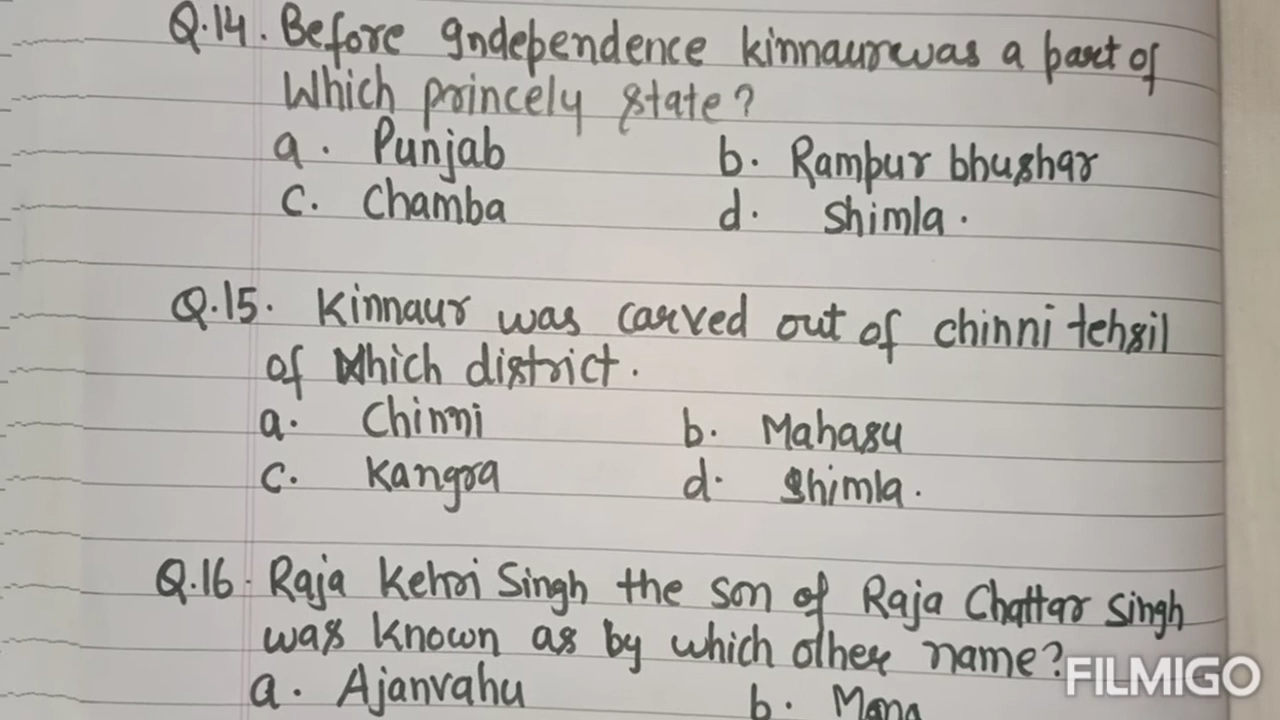 Q.14. Before Independence Kinnaur was a part of
Which princely state?
a. Punjab b. Rampur bhushar
c. Chamba d. Shimla.
Q.15. Kinnaur was carved out of chinni tehsil
of Which district.
a. Chinni b. Mahasu
c. Kangra d. Shimla.
Q.16. Raja Kehri Singh the son of Raja Chattar Singh
was known as by which other name?
a. Ajanvahu b. Mana
FILMIGO